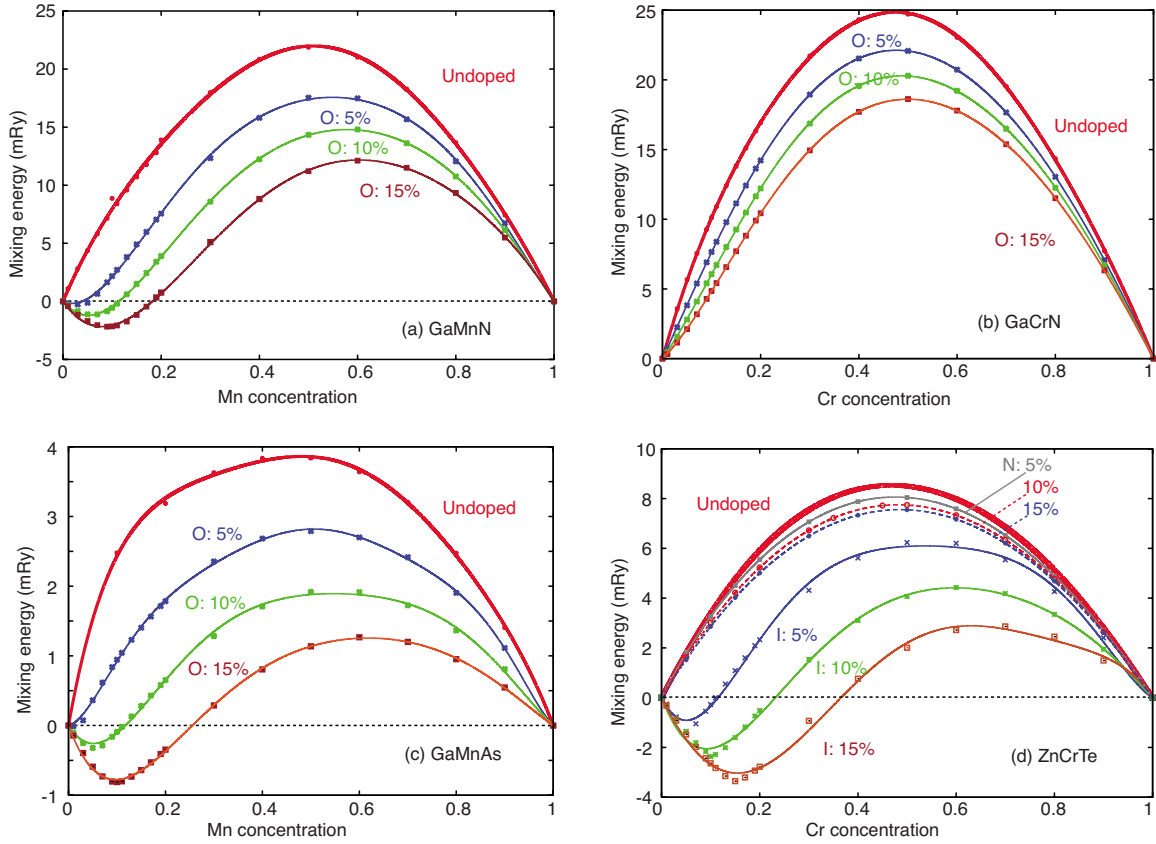 25
20
15
10
5
0
-5
Mixing energy (mRy)
Undoped
O: 5%
O: 10%
O: 15%
(a) GaMnN
0 0.2 0.4 0.6 0.8 1
Mn concentration
25
20
15
10
5
0
Mixing energy (mRy)
O: 5%
O: 10%
Undoped
O: 15%
(b) GaCrN
0 0.2 0.4 0.6 0.8 1
Cr concentration
4
3
2
1
0
-1
Mixing energy (mRy)
Undoped
O: 5%
O: 10%
O: 15%
(c) GaMnAs
0 0.2 0.4 0.6 0.8 1
Mn concentration
10
8
6
4
2
0
-2
-4
Mixing energy (mRy)
N: 5%
10%
15%
Undoped
I: 5%
I: 10%
I: 15%
(d) ZnCrTe
0 0.2 0.4 0.6 0.8 1
Cr concentration